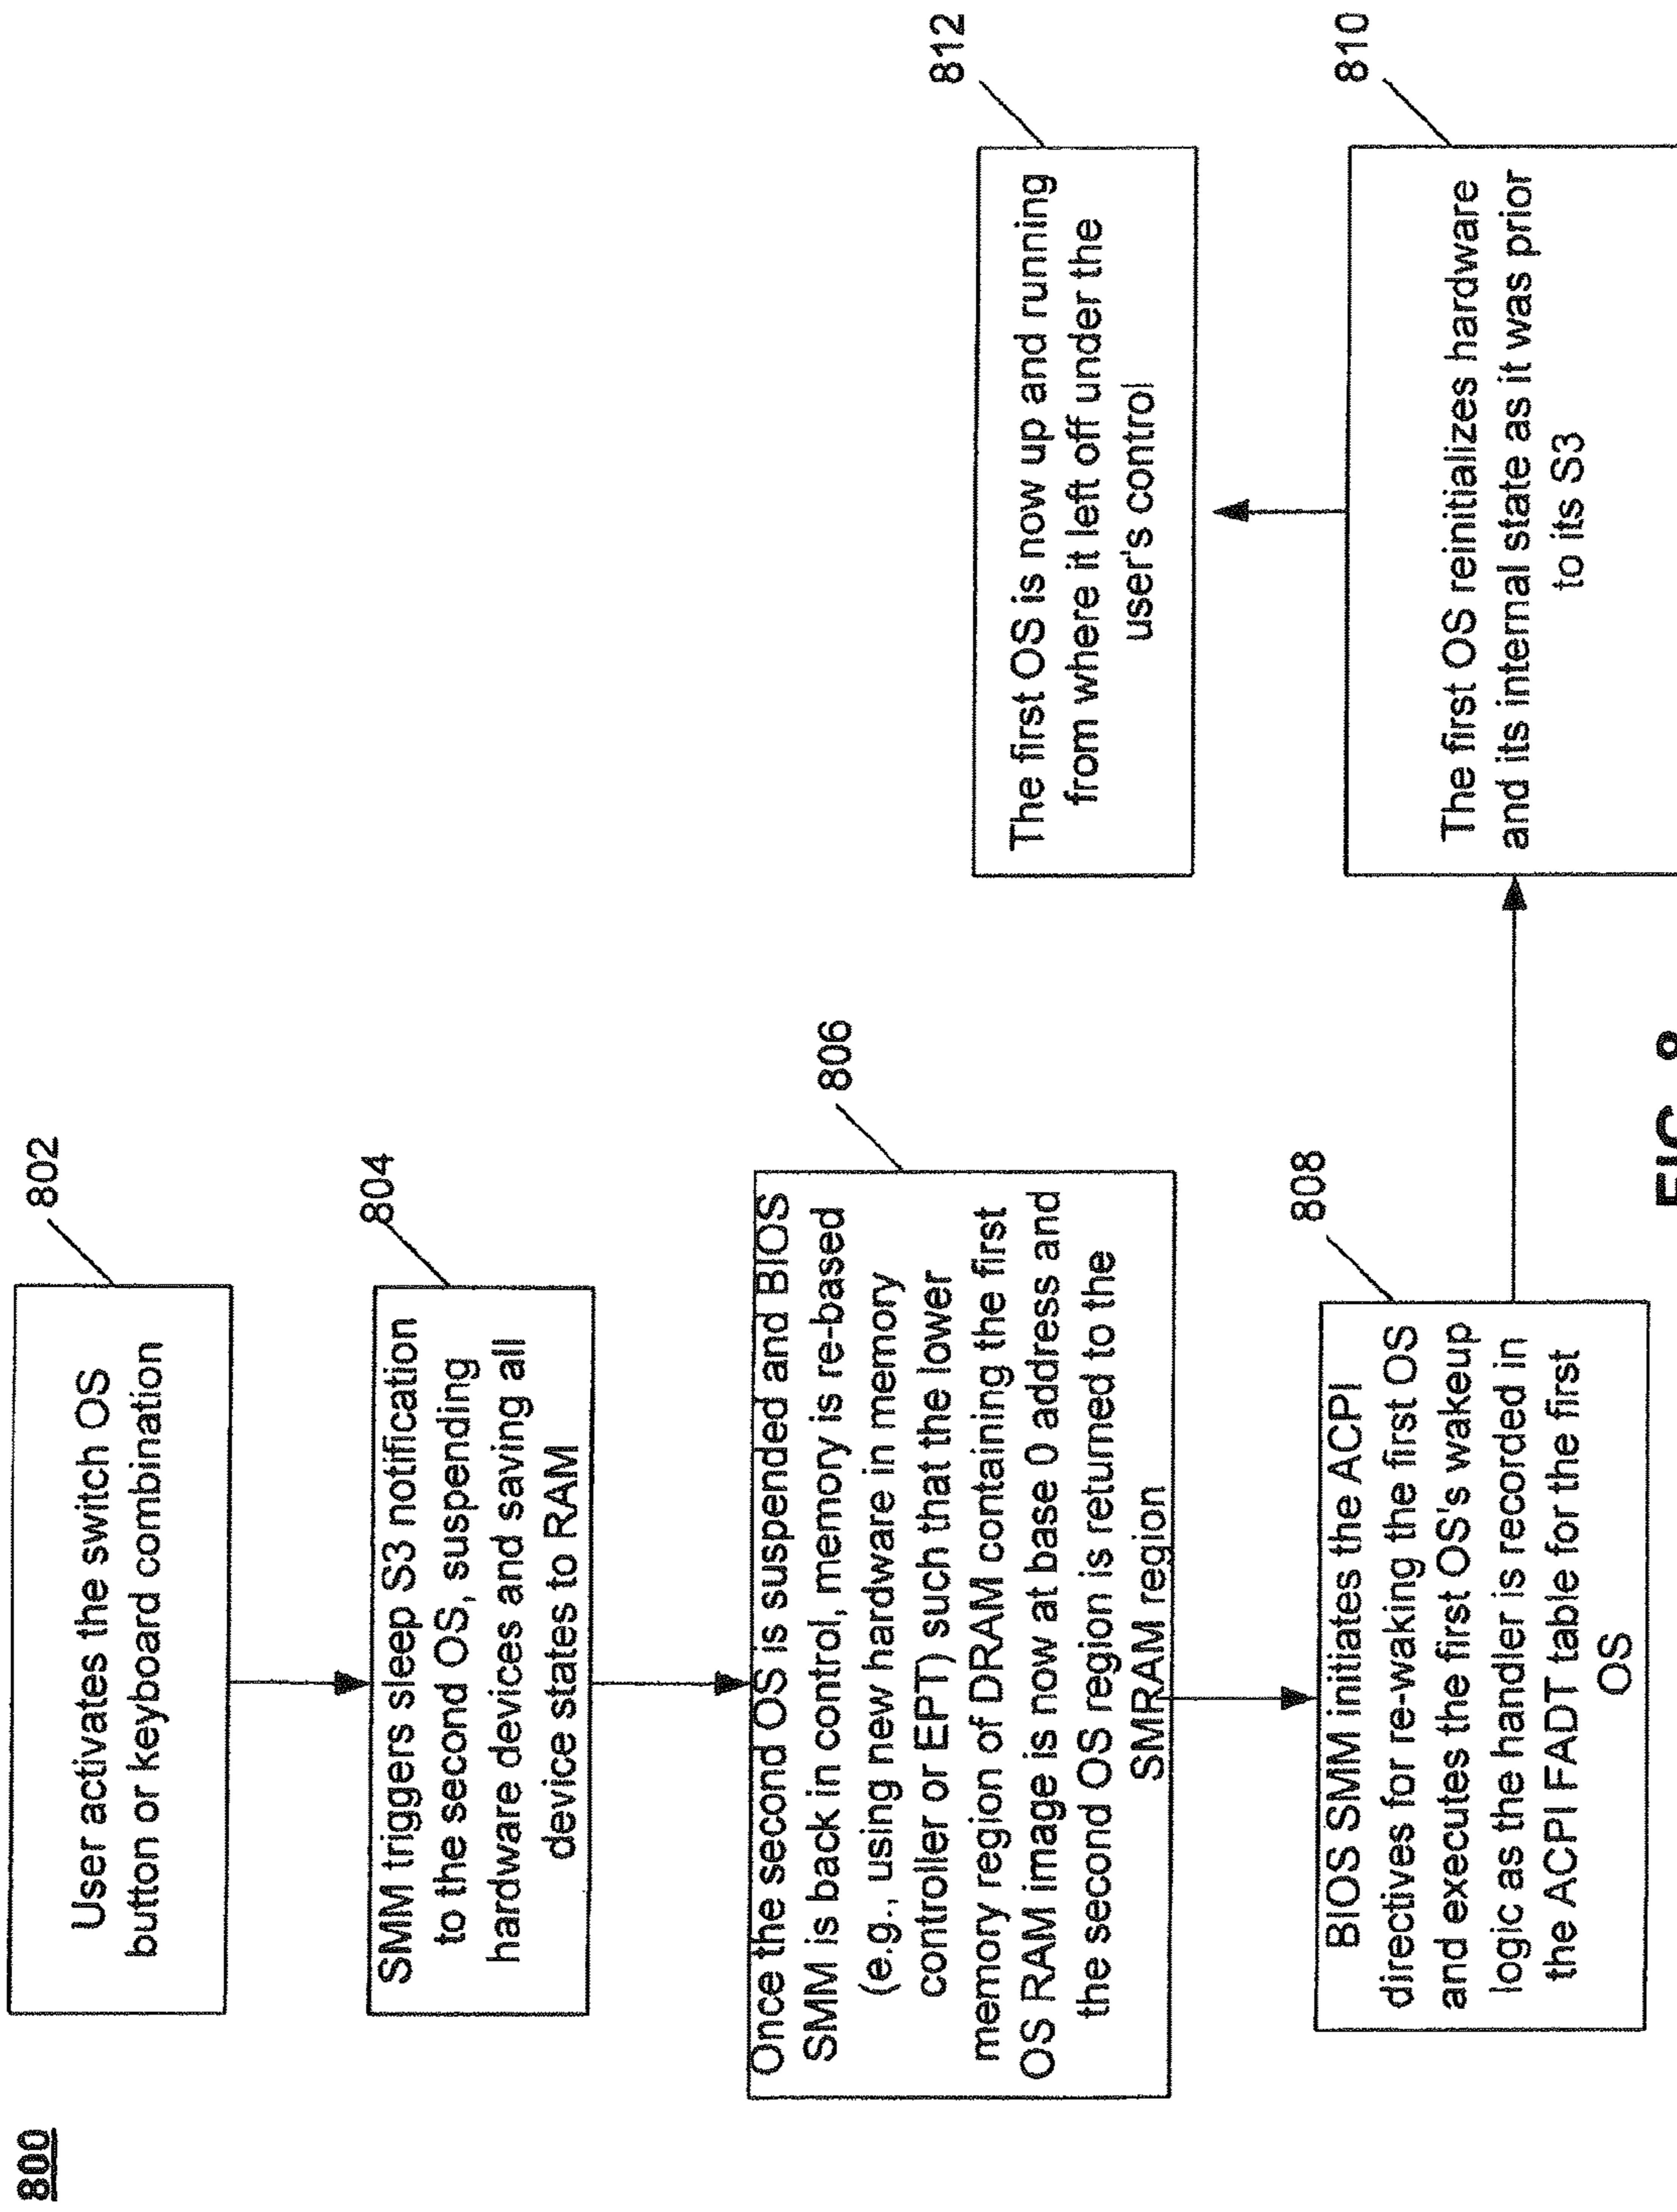 800
802
User activates the switch OS
button or keyboard combination
804
SMM triggers sleep S3 notification
to the second OS, suspending
hardware devices and saving all
device states to RAM
806
Once the second OS is suspended and BIOS
SMM is back in control, memory is re-based
(e.g., using new hardware in memory
controller or EPT) such that the lower
memory region of DRAM containing the first
OS RAM image is now at base 0 address and
the second OS region is returned to the
SMRAM region
808
BIOS SMM initiates the ACPI
directives for re-waking the first OS
and executes the first OS's wakeup
logic as the handler is recorded in
the ACPI FADT table for the first
OS
810
The first OS reinitializes hardware
and its internal state as it was prior
to its S3
812
The first OS is now up and running
from where it left off under the
user's control
FIG. 8